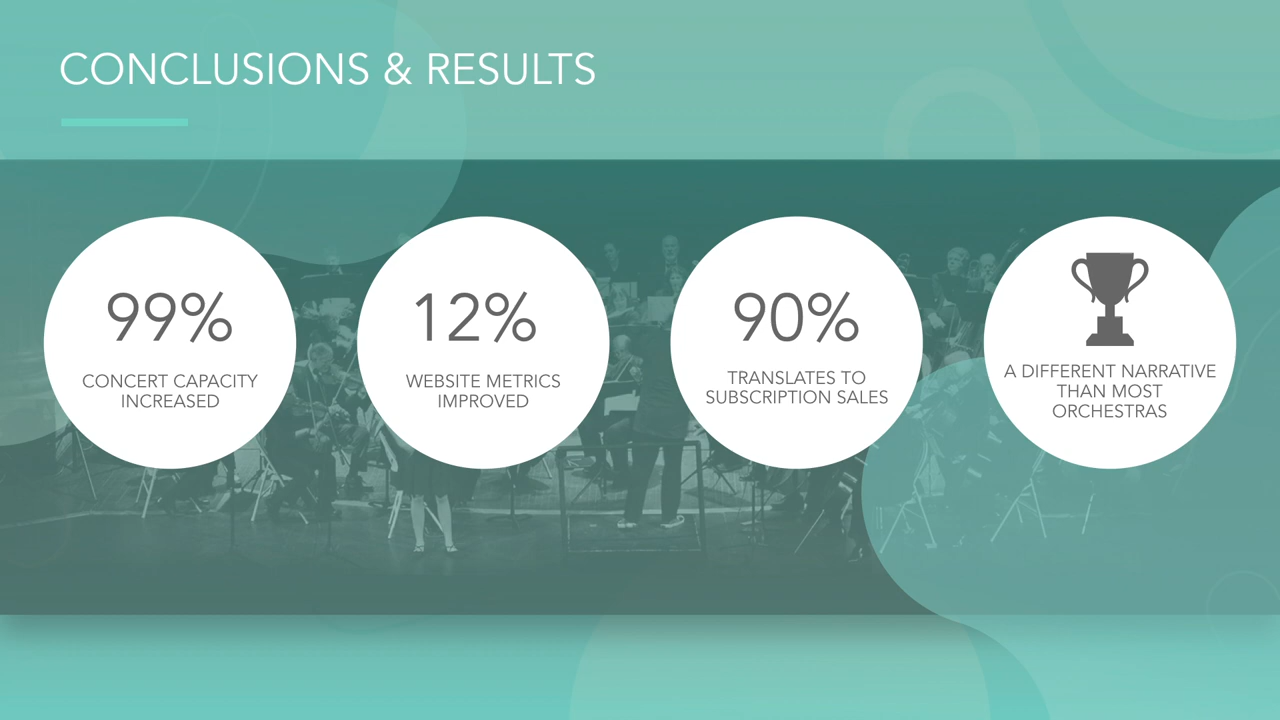 CONCLUSIONS & RESULTS
99%
CONCERT CAPACITY
INCREASED
12%
WEBSITE METRICS
IMPROVED
90%
TRANSLATES TO
SUBSCRIPTION SALES
A DIFFERENT NARRATIVE
THAN MOST
ORCHESTRAS